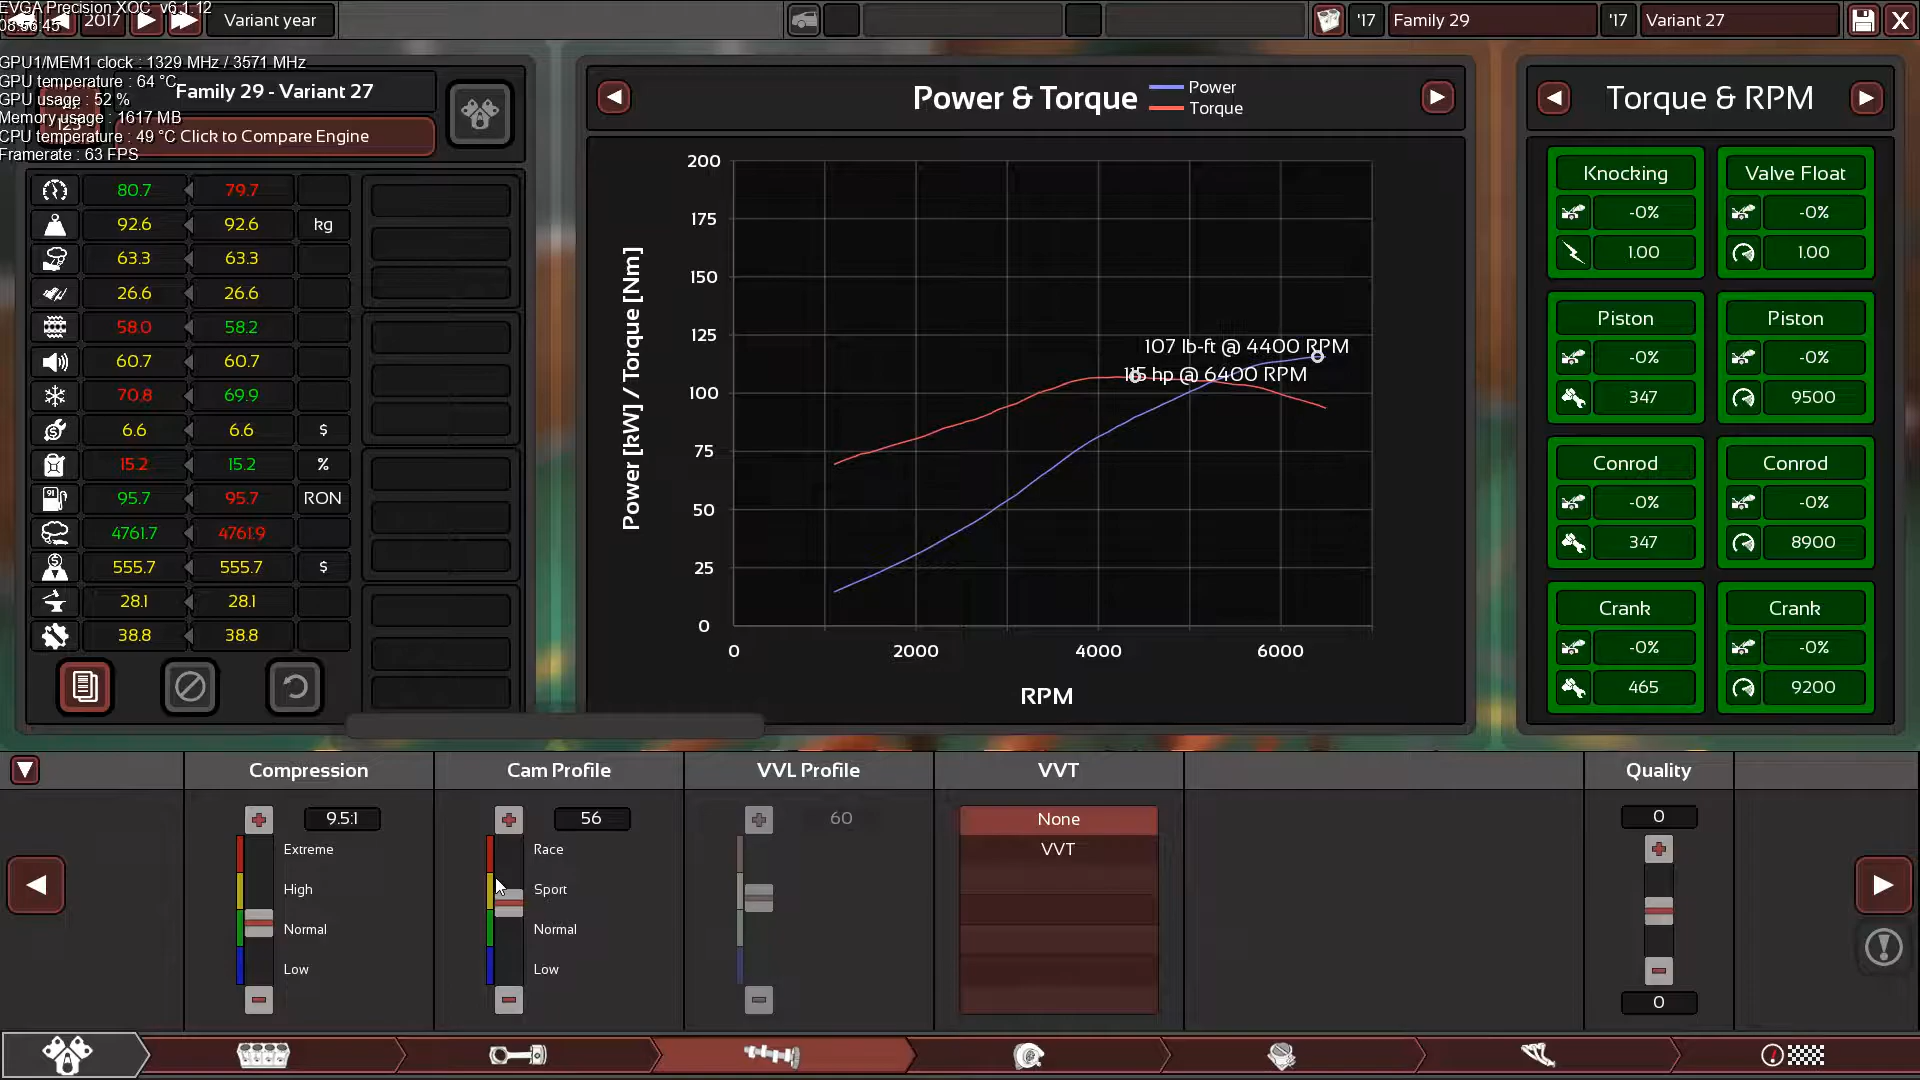 EVGA Precision XOC v6.1.12
08:56:45
2017
Variant year
'17
Family 29
'17
Variant 27
GPU1/MEM1 clock : 1329 MHz / 3571 MHz
GPU temperature : 64 °C
GPU usage : 52 %
Memory usage : 1617 MB
CPU temperature : 49 °C
Framerate : 63 FPS
Family 29 - Variant 27
Click to Compare Engine
80.7 79.7
92.6 92.6 kg
63.3 63.3
26.6 26.6
58.0 58.2
60.7 60.7
70.8 69.9
6.6 6.6 $
15.2 15.2 %
95.7 95.7 RON
4761.7 4761.9
555.7 555.7 $
28.1 28.1
38.8 38.8
Power & Torque
Power
Torque
Power [kW] / Torque [Nm]
200
175
150
125
100
75
50
25
0
107 lb-ft @ 4400 RPM
115 hp @ 6400 RPM
0 2000 4000 6000
RPM
Torque & RPM
Knocking Valve Float
-0% -0%
1.00 1.00
Piston Piston
-0% -0%
347 9500
Conrod Conrod
-0% -0%
347 8900
Crank Crank
-0% -0%
465 9200
Compression
9.5:1
Extreme
High
Normal
Low
Cam Profile
56
Race
Sport
Normal
Low
VVL Profile
60
VVT
None
VVT
Quality
0
0